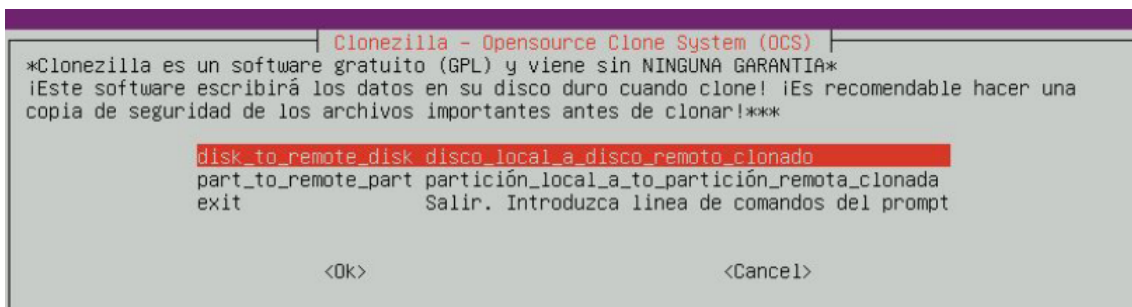 Clonezilla - Opensource Clone System (OCS)
*Clonezilla es un software gratuito (GPL) y viene sin NINGUNA GARANTIA*
¡Este software escribirá los datos en su disco duro cuando clone! ¡Es recomendable hacer una
copia de seguridad de los archivos importantes antes de clonar!***
disk_to_remote_disk disco_local_a_disco_remoto_clonado
part_to_remote_part partición_local_a_to_partición_remota_clonada
exit Salir. Introduzca linea de comandos del prompt
<Ok> <Cancel>